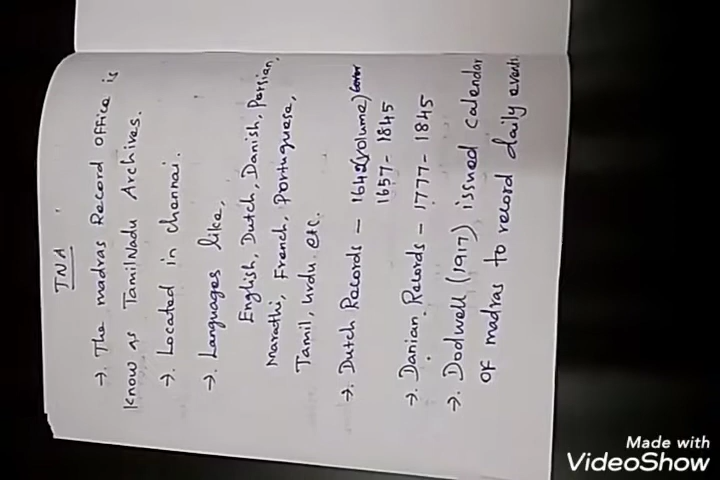 TNA
→. The madras Record office is
know as TamilNadu Archives.
→. Located in chennai.
→. Languages like,
English, Dutch, Danish, Persian,
Marathi, French, Portuguese,
Tamil, urdu etc.
→. Dutch Records - 1642(volume)
1657 - 1845
→. Danian Records - 1777 - 1845
→. Dodwell (1917) issued calendar
of madras to record daily events
Made with
VideoShow